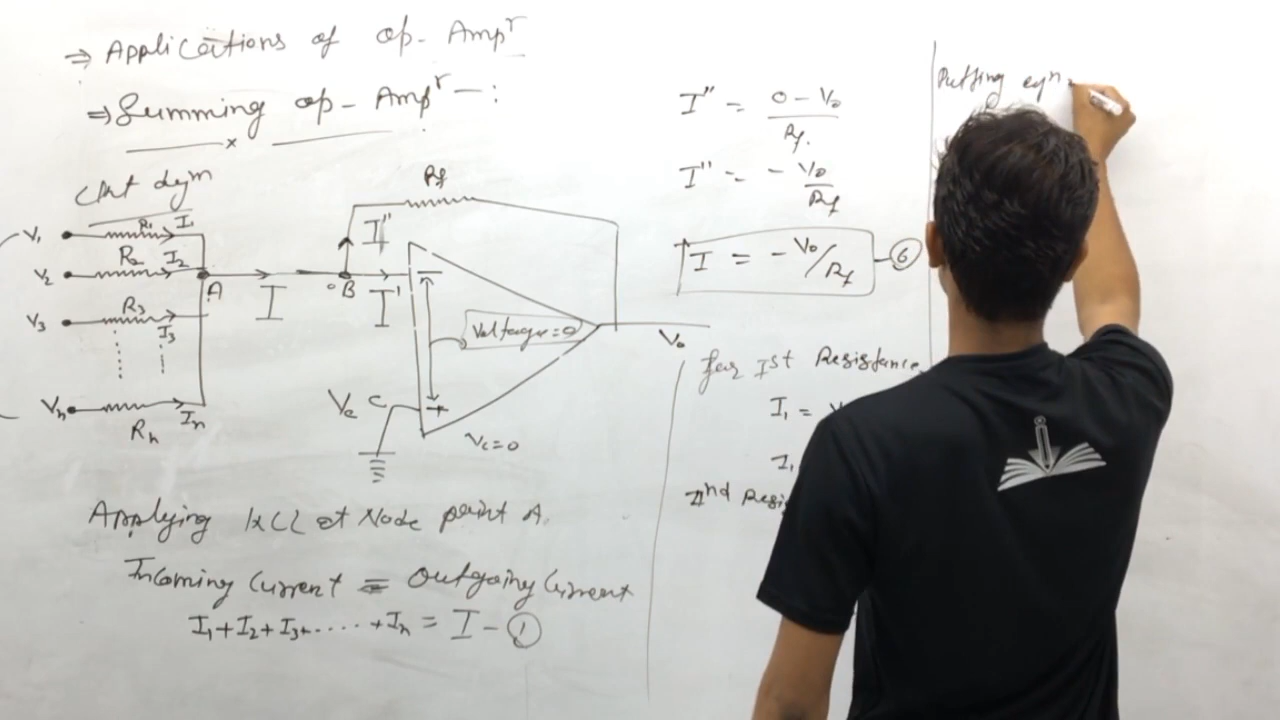 ⇒ Applications of op-Ampr
⇒ Summing op-Ampr-:
Ckt dgm
Rf
V1 R1 I1
V2 R2 I2
V3 R3 I3
Vn Rn In
A I B I' I''
−
Voltage=0
+
V0
C
VC=0
Applying KCL at Node point A.
Incoming Current = Outgoing Current
I1+I2+I3+.....+In = I - ①
I'' = 0-V0/Rf.
I'' = -V0/Rf
I = -V0/Rf - ⑥
for Ist Resistance
I1 =
I1
IInd
Putting eqn